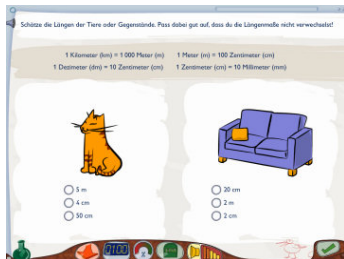 Schätze die Längen der Tiere oder Gegenstände. Pass dabei gut auf, dass du die Längenmaße nicht verwechselst!
1 Kilometer (km) = 1 000 Meter (m) 1 Meter (m) = 100 Zentimeter (cm)
1 Dezimeter (dm) = 10 Zentimeter (cm) 1 Zentimeter (cm) = 10 Millimeter (mm)
5 m
4 cm
50 cm
20 cm
2 m
2 cm